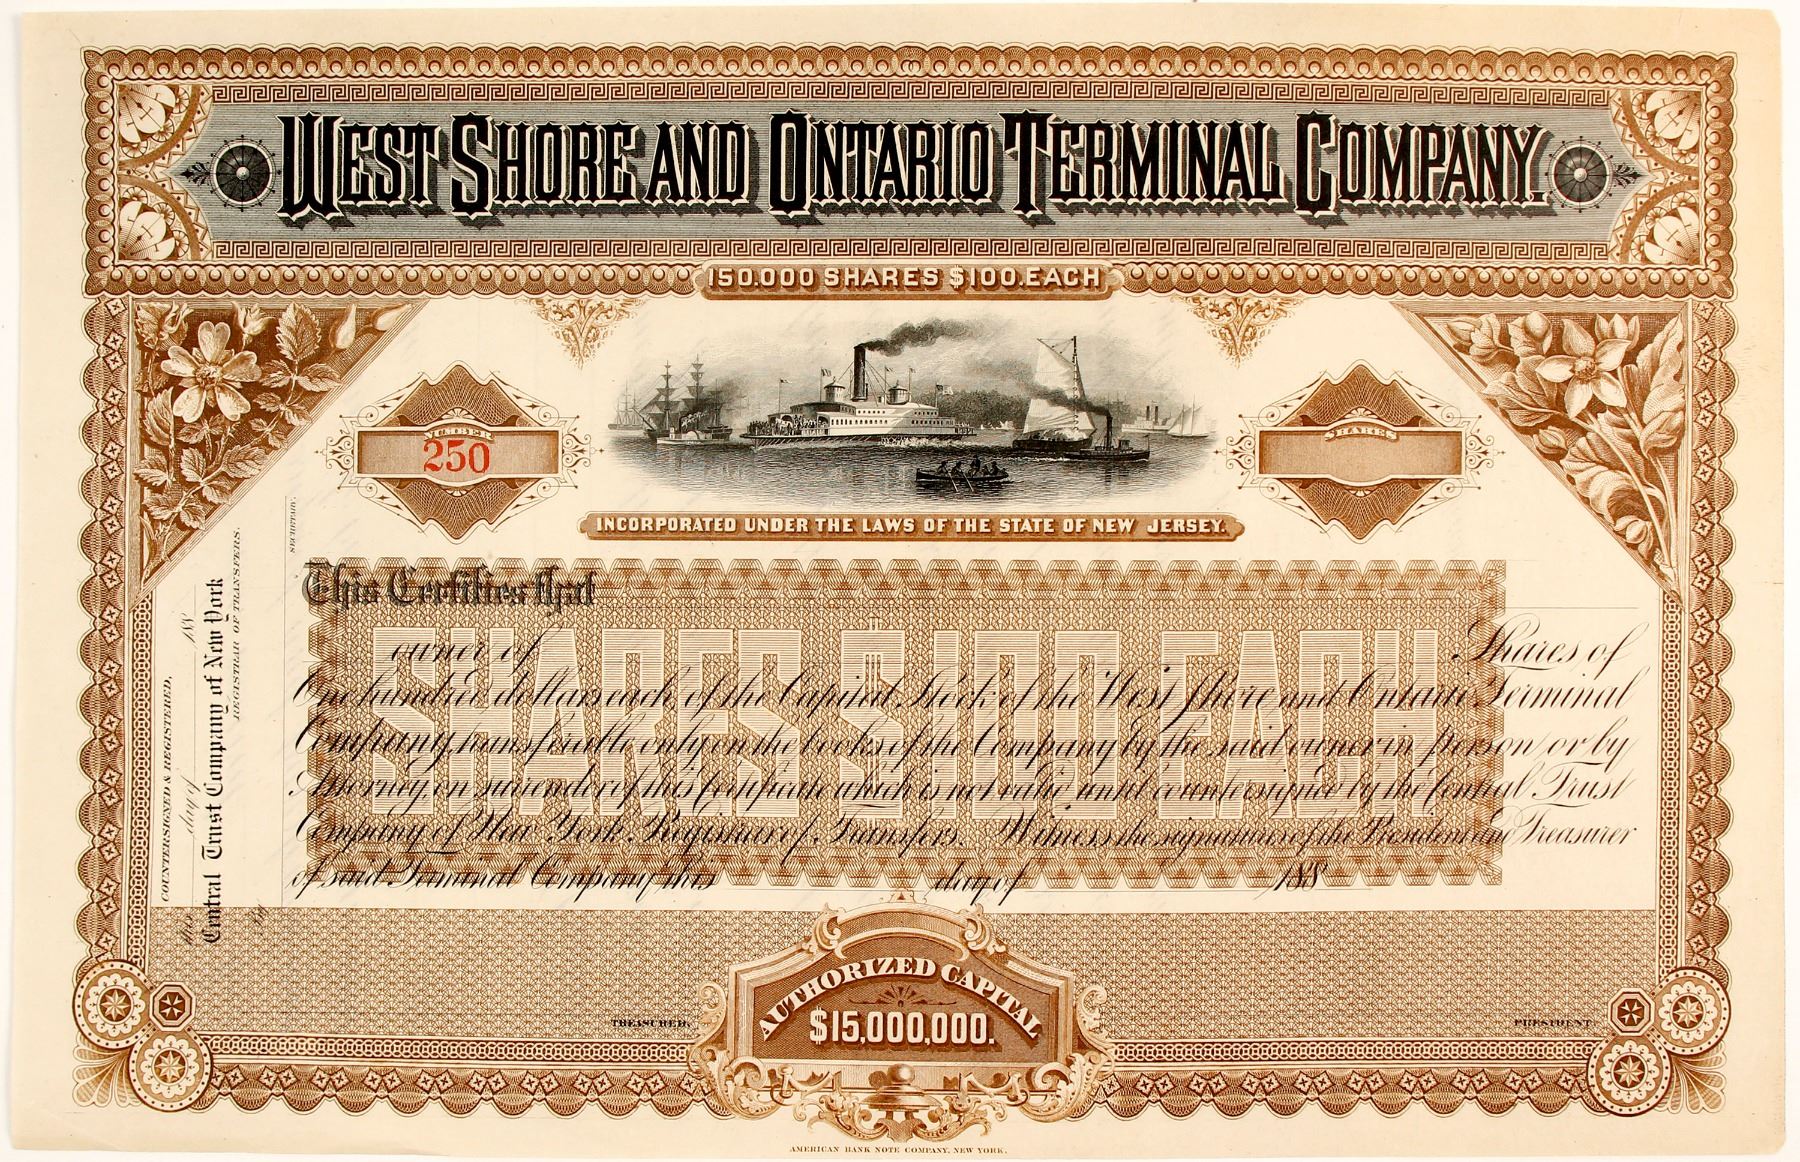 WEST SHORE AND ONTARIO TERMINAL COMPANY.
150.000 SHARES $100.EACH
NUMBER
250
SHARES
INCORPORATED UNDER THE LAWS OF THE STATE OF NEW JERSEY.
This Certifies that
owner of Shares of
One hundred dollars each of the Capital Stock of the West Shore and Ontario Terminal
Company, transferable only on the books of the Company by the said owner in person or by
Attorney on surrender of this Certificate which is not valid until countersigned by the Central Trust
Company of New York, Registrar of Transfers. Witness the signatures of the President and Treasurer
of said Terminal Company this day of 188
SHARES $100 EACH
COUNTERSIGNED & REGISTERED,
this day of 188
Central Trust Company of New York
REGISTRAR OF TRANSFERS.
By
SECRETARY.
TREASURER.
PRESIDENT.
AUTHORIZED CAPITAL
$15,000,000.
AMERICAN BANK NOTE COMPANY, NEW YORK.